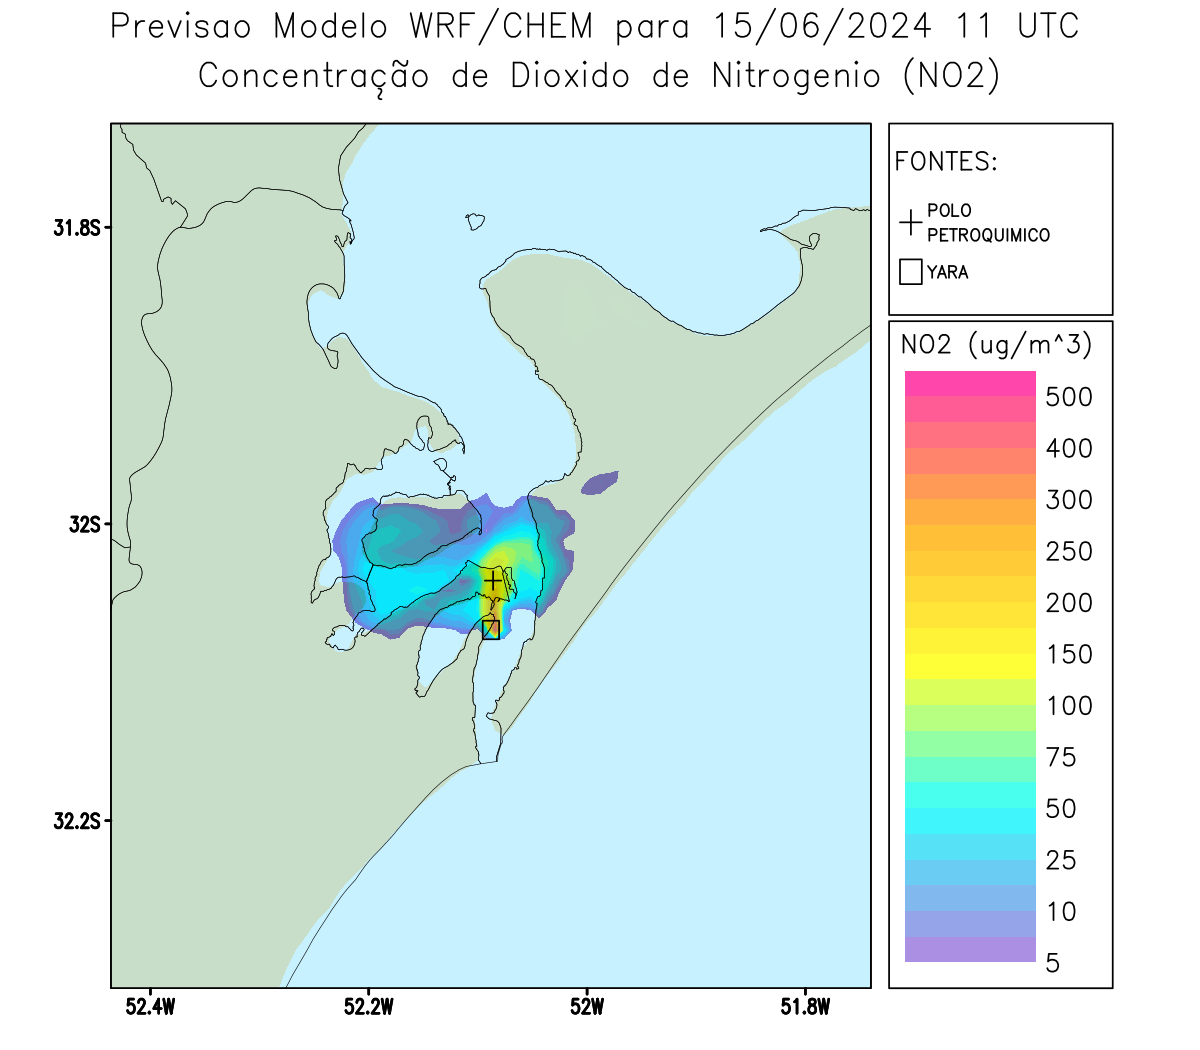 Previsao Modelo WRF/CHEM para 15/06/2024 11 UTC
Concentração de Dioxido de Nitrogenio (NO2)
FONTES:
POLO
PETROQUIMICO
YARA
NO2 (ug/m^3)
500
400
300
250
200
150
100
75
50
25
10
5
31.8S
32S
32.2S
52.4W
52.2W
52W
51.8W